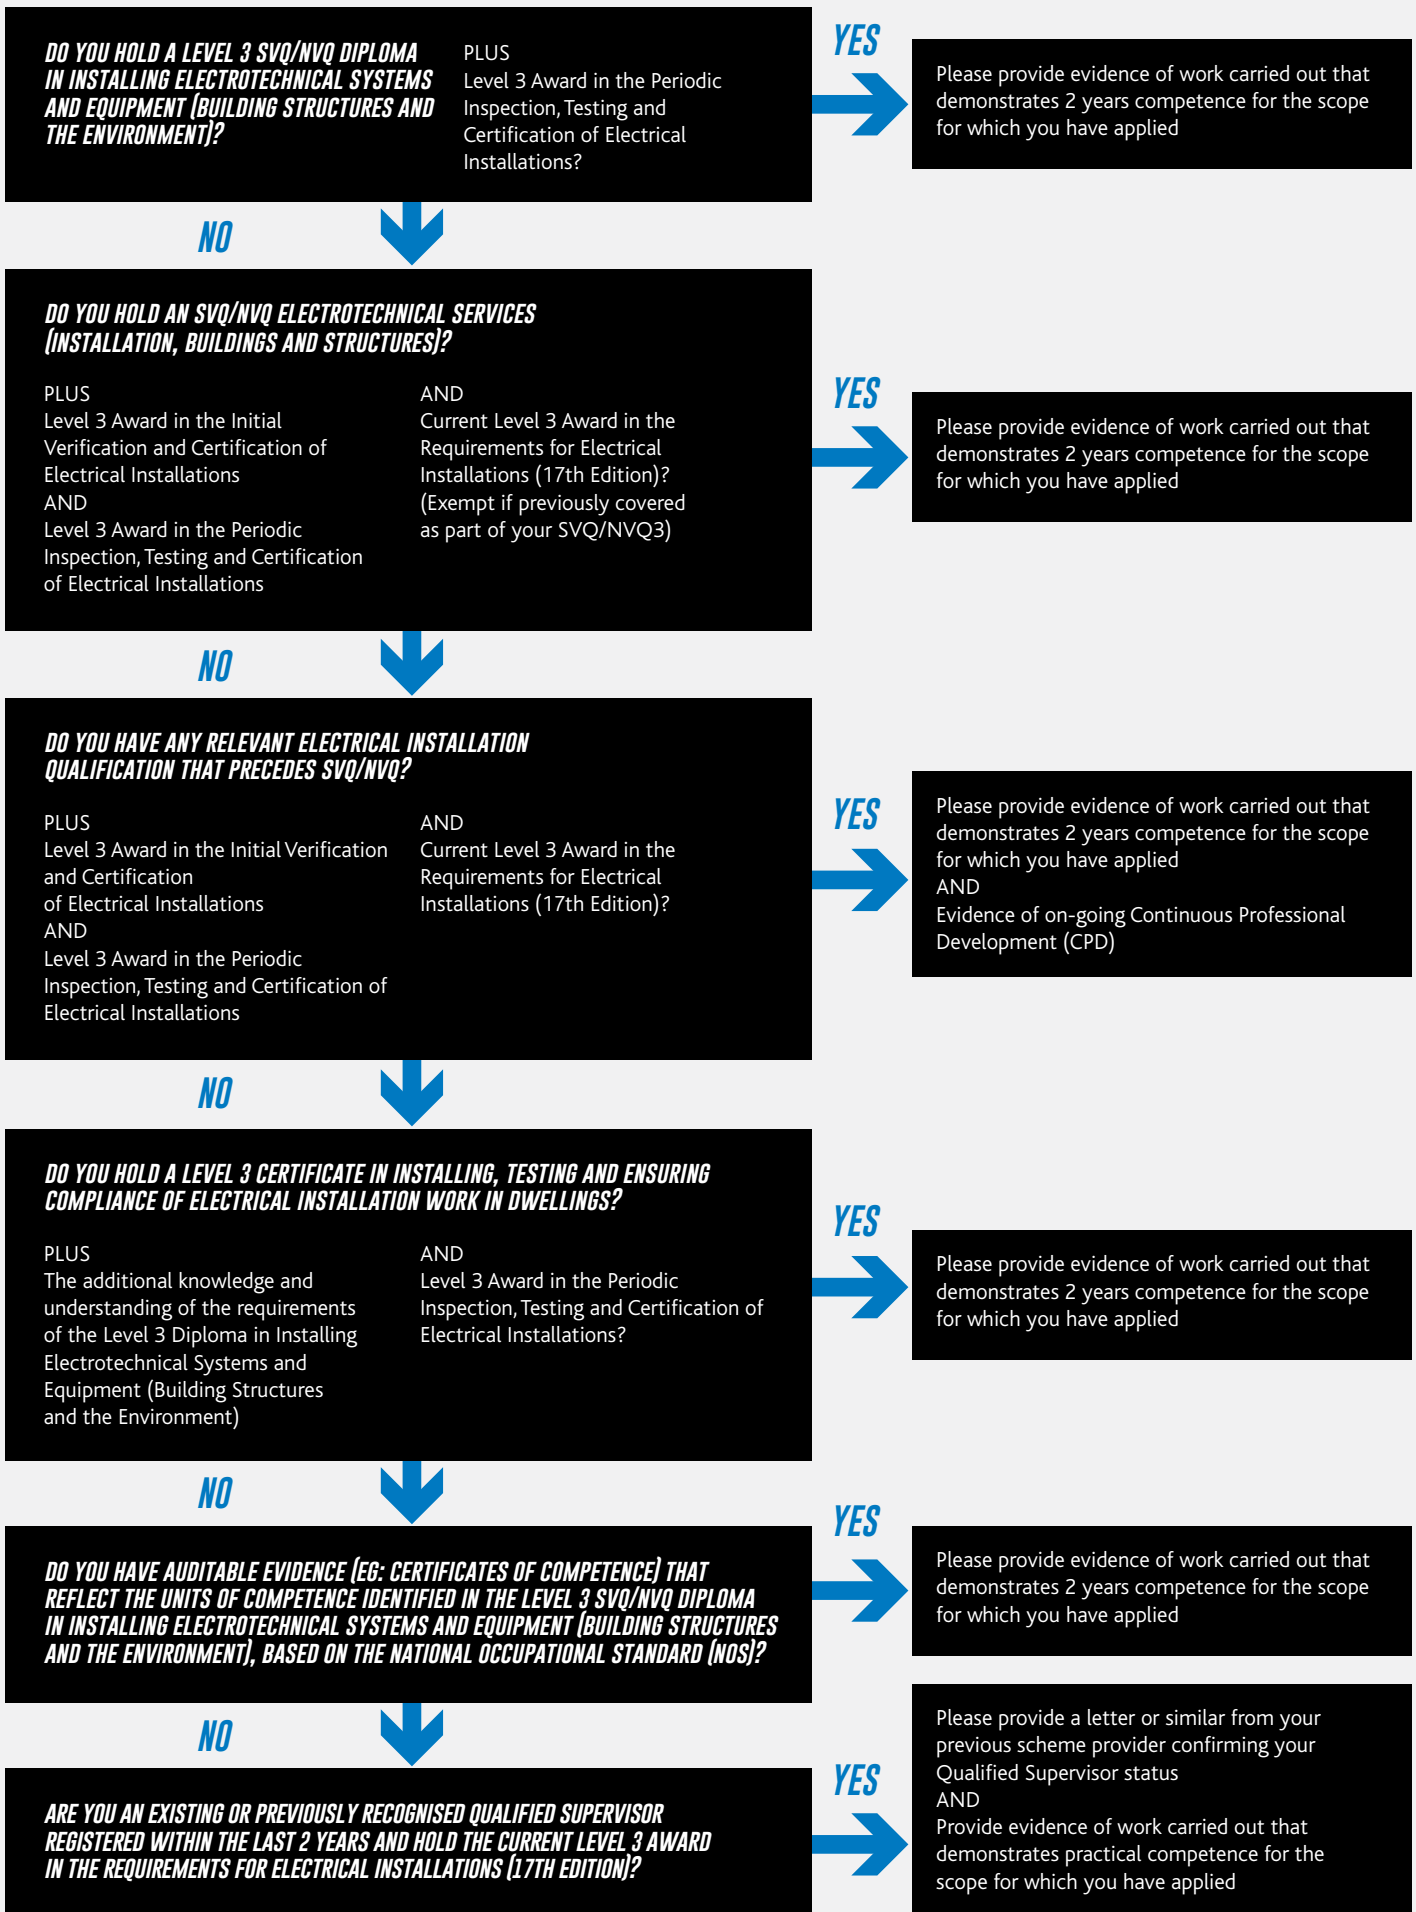 DO YOU HOLD A LEVEL 3 SVQ/NVQ DIPLOMA
IN INSTALLING ELECTROTECHNICAL SYSTEMS
AND EQUIPMENT (BUILDING STRUCTURES AND
THE ENVIRONMENT)?
PLUS
Level 3 Award in the Periodic
Inspection, Testing and
Certification of Electrical
Installations?
YES
Please provide evidence of work carried out that
demonstrates 2 years competence for the scope
for which you have applied
NO
DO YOU HOLD AN SVQ/NVQ ELECTROTECHNICAL SERVICES
(INSTALLATION, BUILDINGS AND STRUCTURES)?
PLUS
Level 3 Award in the Initial
Verification and Certification of
Electrical Installations
AND
Level 3 Award in the Periodic
Inspection, Testing and Certification
of Electrical Installations
AND
Current Level 3 Award in the
Requirements for Electrical
Installations (17th Edition)?
(Exempt if previously covered
as part of your SVQ/NVQ3)
YES
Please provide evidence of work carried out that
demonstrates 2 years competence for the scope
for which you have applied
NO
DO YOU HAVE ANY RELEVANT ELECTRICAL INSTALLATION
QUALIFICATION THAT PRECEDES SVQ/NVQ?
PLUS
Level 3 Award in the Initial Verification
and Certification
of Electrical Installations
AND
Level 3 Award in the Periodic
Inspection, Testing and Certification of
Electrical Installations
AND
Current Level 3 Award in the
Requirements for Electrical
Installations (17th Edition)?
YES
Please provide evidence of work carried out that
demonstrates 2 years competence for the scope
for which you have applied
AND
Evidence of on-going Continuous Professional
Development (CPD)
NO
DO YOU HOLD A LEVEL 3 CERTIFICATE IN INSTALLING, TESTING AND ENSURING
COMPLIANCE OF ELECTRICAL INSTALLATION WORK IN DWELLINGS?
PLUS
The additional knowledge and
understanding of the requirements
of the Level 3 Diploma in Installing
Electrotechnical Systems and
Equipment (Building Structures
and the Environment)
AND
Level 3 Award in the Periodic
Inspection, Testing and Certification of
Electrical Installations?
YES
Please provide evidence of work carried out that
demonstrates 2 years competence for the scope
for which you have applied
NO
DO YOU HAVE AUDITABLE EVIDENCE (EG: CERTIFICATES OF COMPETENCE) THAT
REFLECT THE UNITS OF COMPETENCE IDENTIFIED IN THE LEVEL 3 SVQ/NVQ DIPLOMA
IN INSTALLING ELECTROTECHNICAL SYSTEMS AND EQUIPMENT (BUILDING STRUCTURES
AND THE ENVIRONMENT), BASED ON THE NATIONAL OCCUPATIONAL STANDARD (NOS)?
YES
Please provide evidence of work carried out that
demonstrates 2 years competence for the scope
for which you have applied
NO
ARE YOU AN EXISTING OR PREVIOUSLY RECOGNISED QUALIFIED SUPERVISOR
REGISTERED WITHIN THE LAST 2 YEARS AND HOLD THE CURRENT LEVEL 3 AWARD
IN THE REQUIREMENTS FOR ELECTRICAL INSTALLATIONS (17TH EDITION)?
YES
Please provide a letter or similar from your
previous scheme provider confirming your
Qualified Supervisor status
AND
Provide evidence of work carried out that
demonstrates practical competence for the
scope for which you have applied